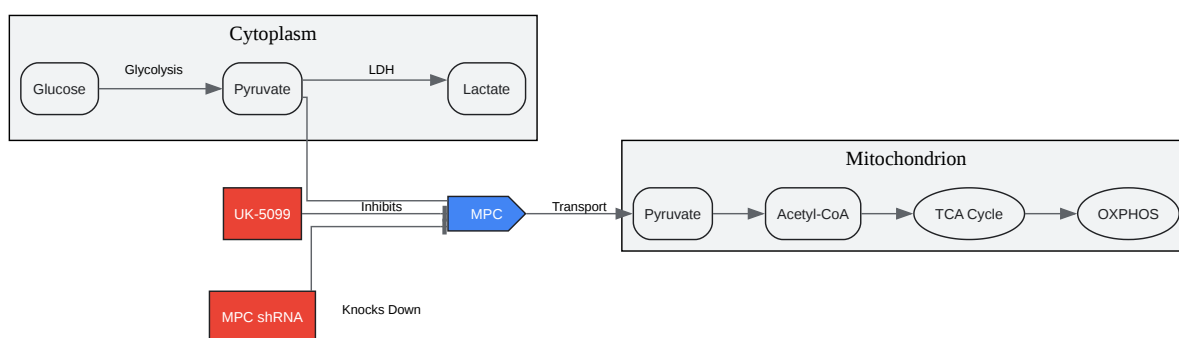 Cytoplasm
Glycolysis
LDH
Glucose
Pyruvate
Lactate
Mitochondrion
UK-5099
Inhibits
MPC
Transport
Pyruvate
Acetyl-CoA
TCA Cycle
OXPHOS
MPC shRNA
Knocks Down